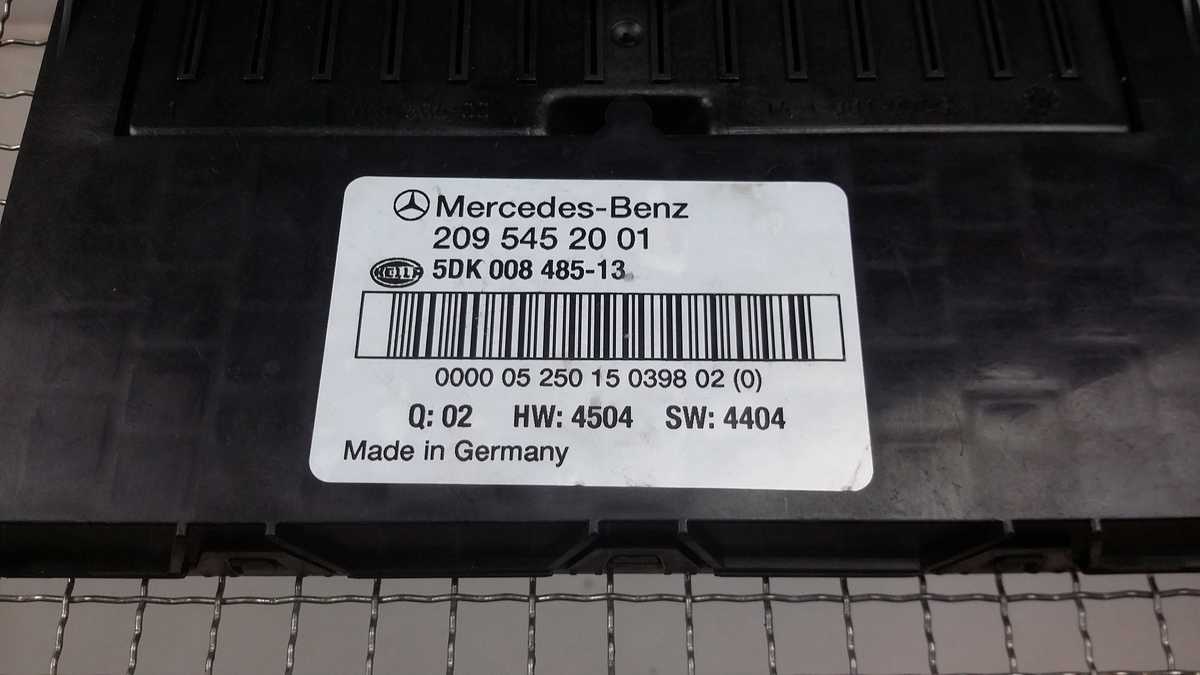 Mercedes-Benz
209 545 20 01
HELLA 5DK 008 485-13
0000 05 250 15 0398 02 (0)
Q: 02 HW: 4504 SW: 4404
Made in Germany